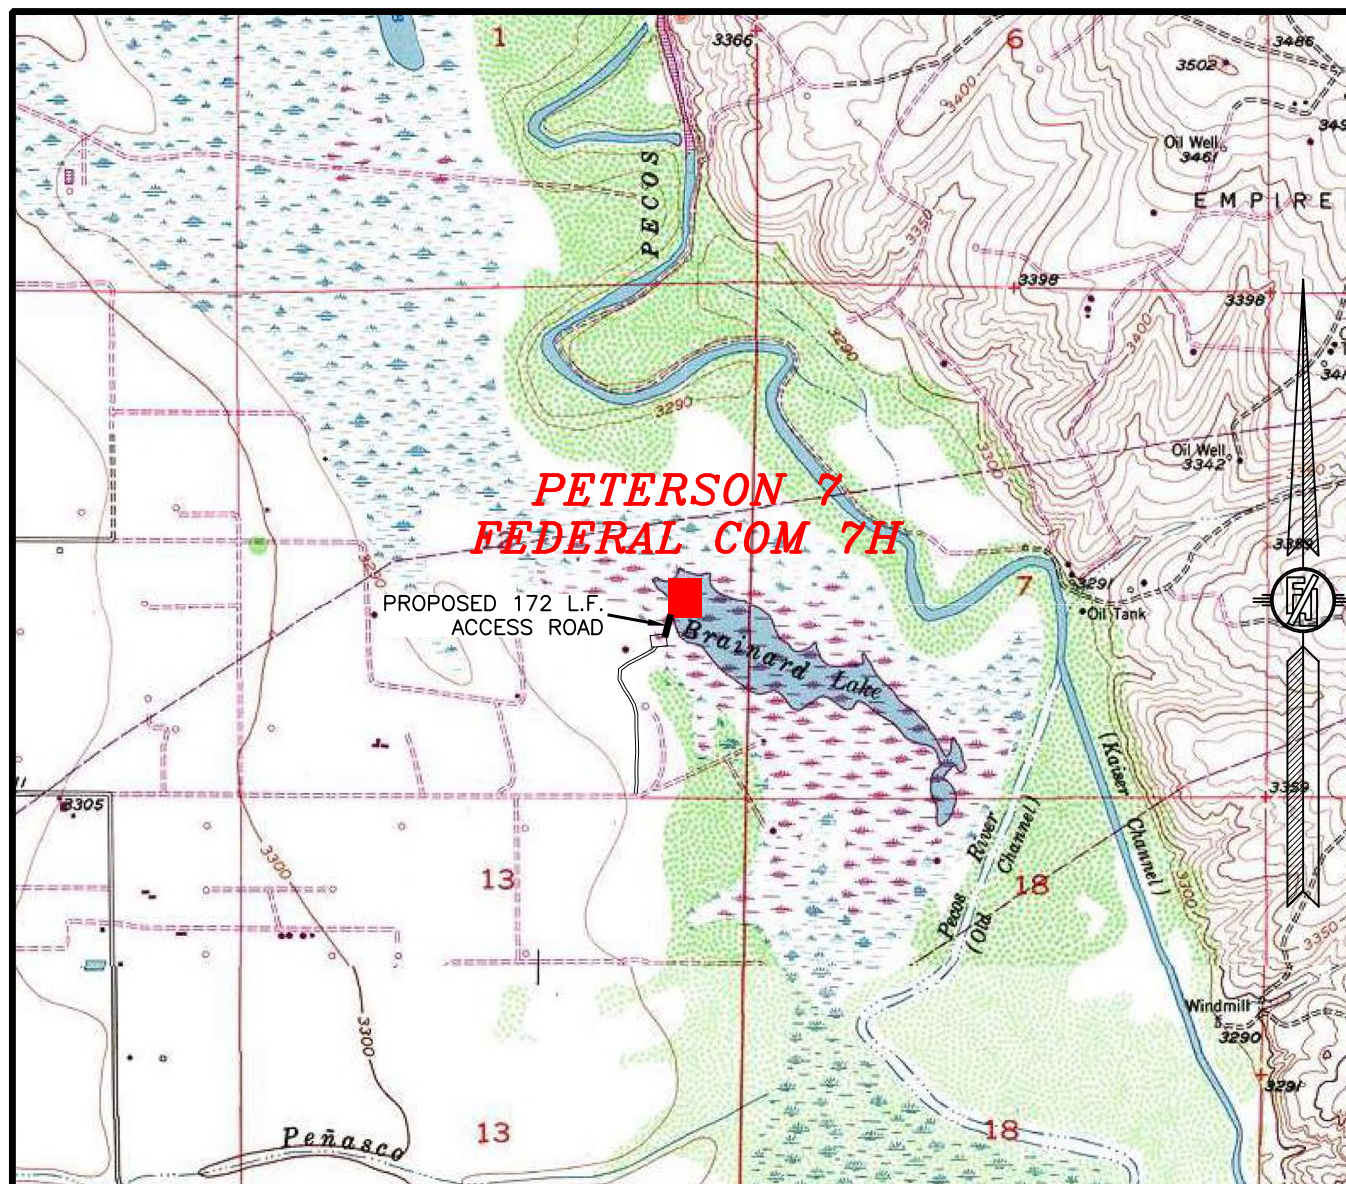 1
3366
6
3486
3502
3400
Oil Well
3461
PECOS
EMPIRE
3350
3398
3398
3290
3400
3290
3300
Oil Well
3342
PETERSON 7
FEDERAL COM 7H
3290
3291
7
PROPOSED 172 L.F.
ACCESS ROAD
Oil Tank
Brainard Lake
(Kaiser Channel)
3305
3359
Pecos River
(Old Channel)
3300
13
18
3300
3350
3300
Windmill
3290
3291
Peñasco
13
18